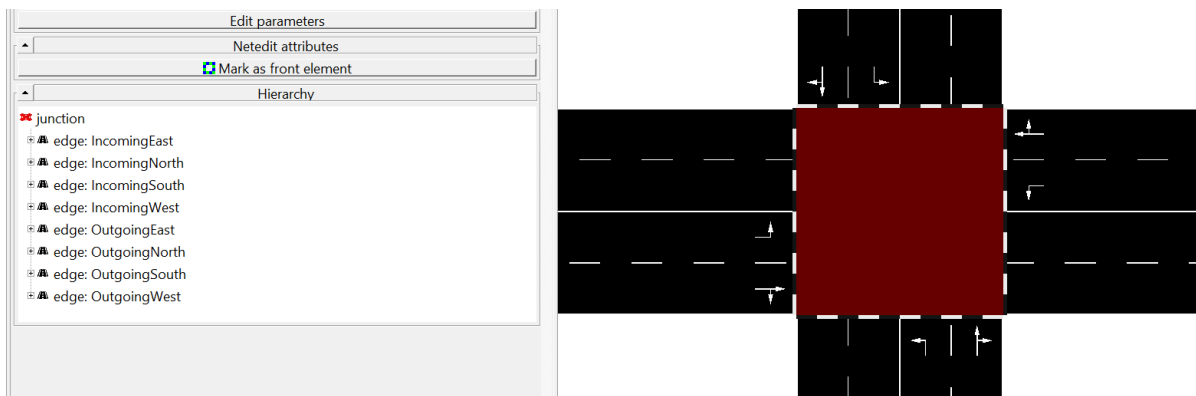 Edit parameters
Netedit attributes
Mark as front element
Hierarchy
junction
edge: IncomingEast
edge: IncomingNorth
edge: IncomingSouth
edge: IncomingWest
edge: OutgoingEast
edge: OutgoingNorth
edge: OutgoingSouth
edge: OutgoingWest